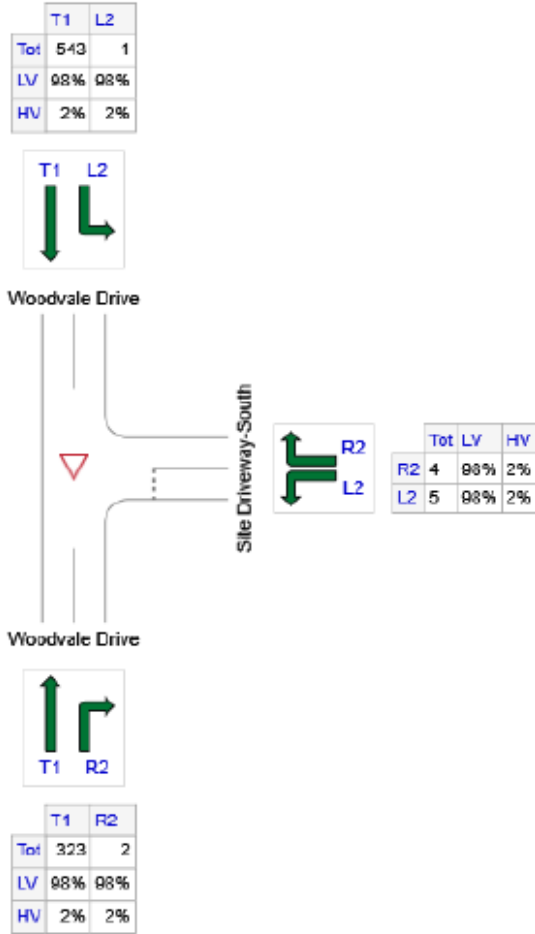 T1 L2
Tot 543 1
LV 98% 98%
HV 2% 2%
T1 L2
Woodvale Drive
Site Driveway-South
R2
L2
Tot LV HV
R2 4 98% 2%
L2 5 98% 2%
Woodvale Drive
T1 R2
T1 R2
Tot 323 2
LV 98% 98%
HV 2% 2%